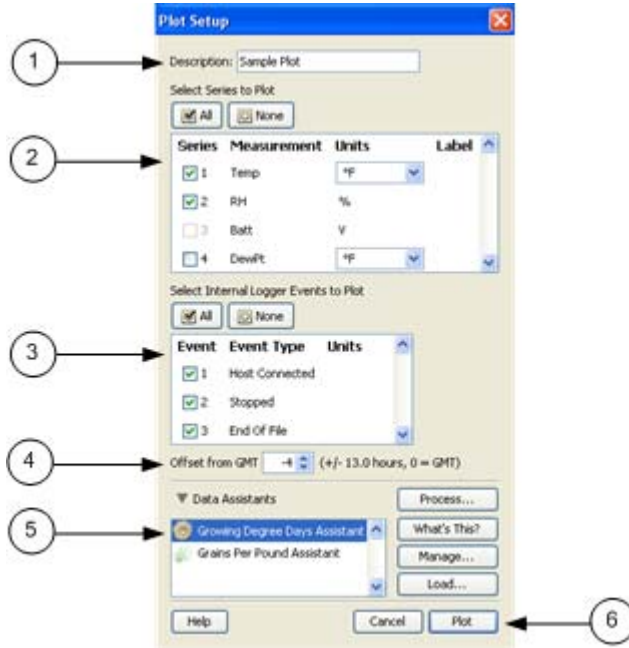 Plot Setup
1
Description: Sample Plot
Select Series to Plot
All None
2
Series Measurement Units Label
1 Temp °F
2 RH %
3 Batt V
4 DewPt °F
Select Internal Logger Events to Plot
All None
3
Event Event Type Units
1 Host Connected
2 Stopped
3 End Of File
4
Offset from GMT -4 (+/- 13.0 hours, 0 = GMT)
Data Assistants Process...
5
Growing Degree Days Assistant What's This?
Grains Per Pound Assistant Manage...
Load...
Help Cancel Plot
6